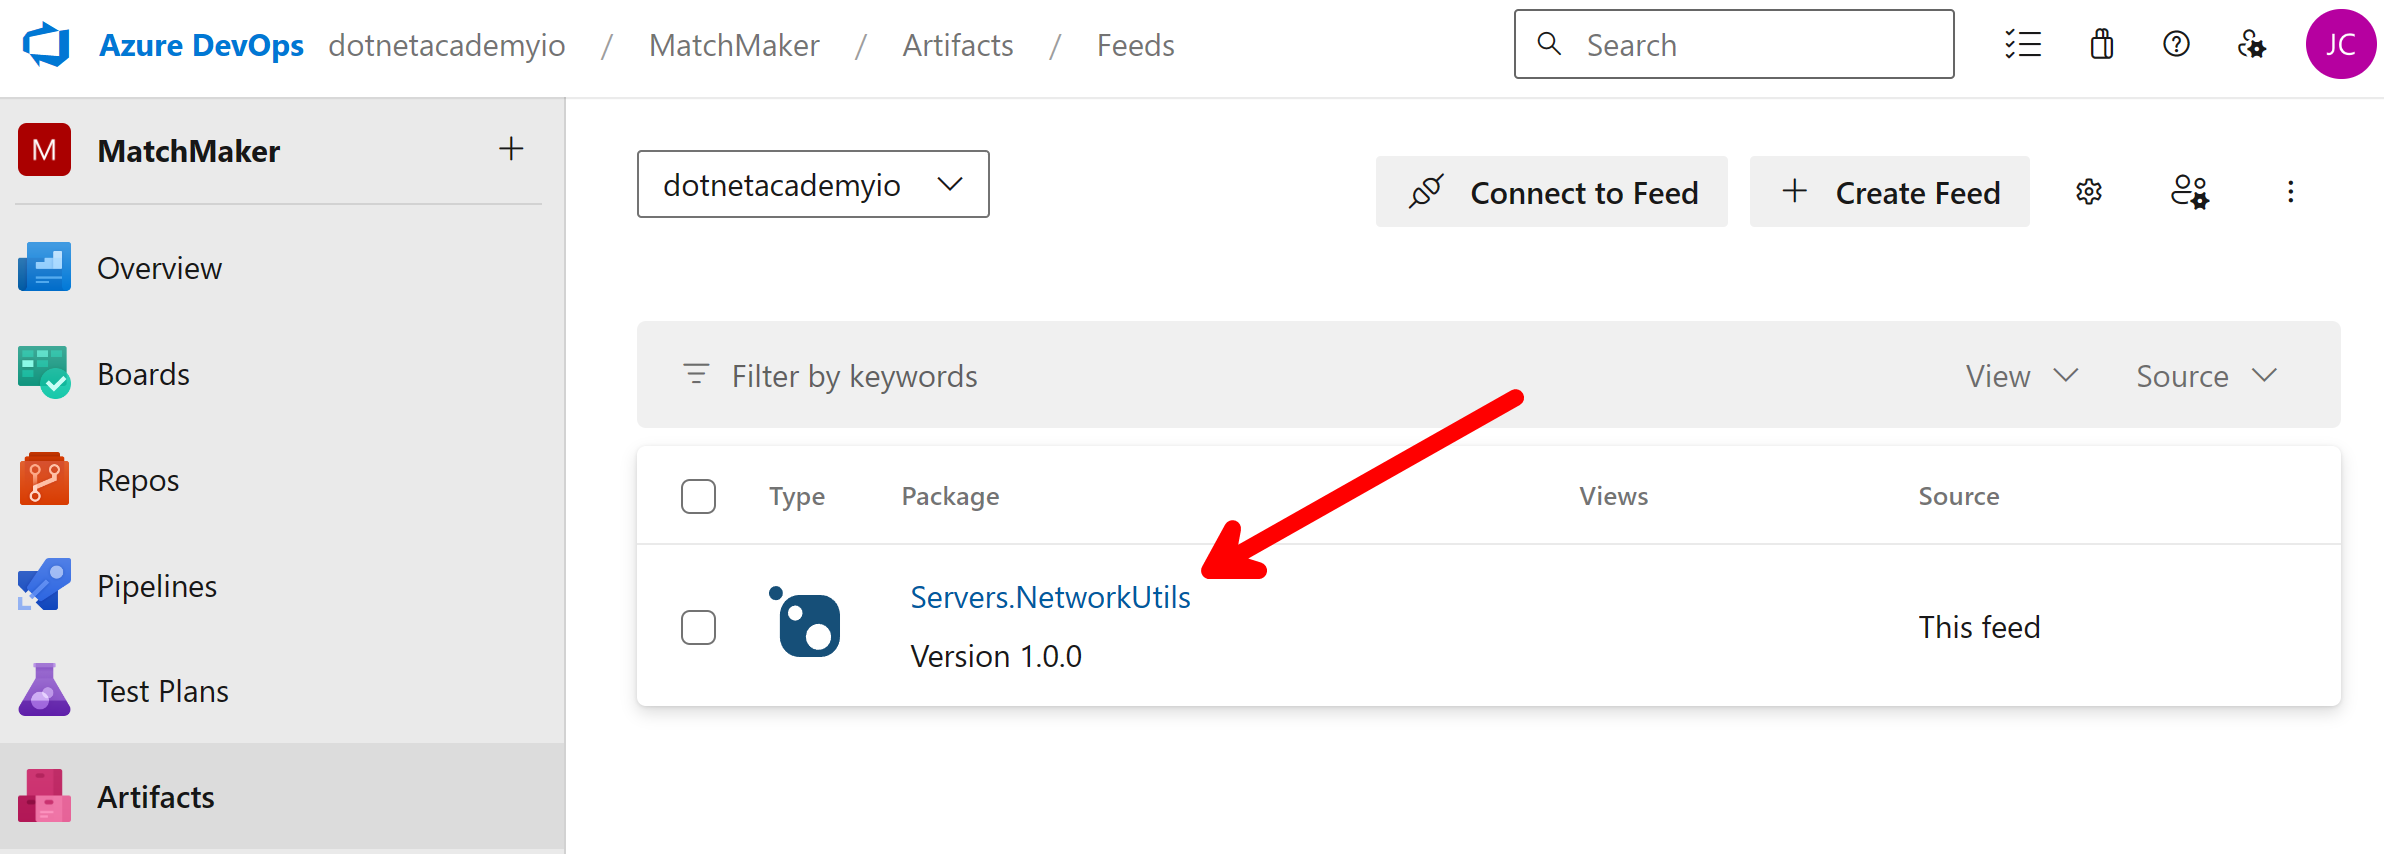 Azure DevOps dotnetacademyio / MatchMaker / Artifacts / Feeds Search JC
M MatchMaker
Overview
Boards
Repos
Pipelines
Test Plans
Artifacts
dotnetacademyio Connect to Feed Create Feed
Filter by keywords View Source
Type Package Views Source
Servers.NetworkUtils
Version 1.0.0
This feed